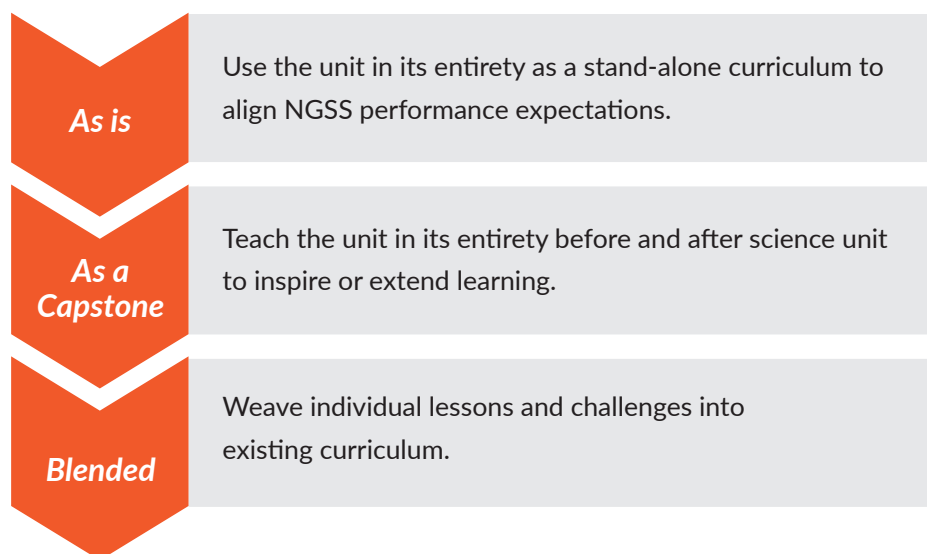 As is
Use the unit in its entirety as a stand-alone curriculum to
align NGSS performance expectations.
As a
Capstone
Teach the unit in its entirety before and after science unit
to inspire or extend learning.
Blended
Weave individual lessons and challenges into
existing curriculum.